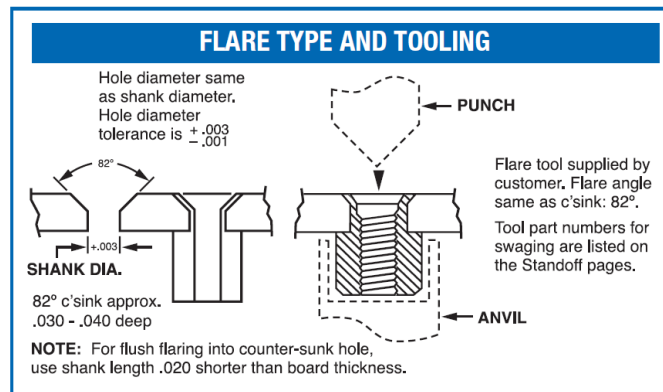 FLARE TYPE AND TOOLING
Hole diameter same
as shank diameter.
Hole diameter
tolerance is + .003
– .001
PUNCH
82°
Flare tool supplied by
customer. Flare angle
same as c'sink: 82°.
Tool part numbers for
swaging are listed on
the Standoff pages.
+.003
SHANK DIA.
82° c'sink approx.
.030 - .040 deep
ANVIL
NOTE: For flush flaring into counter-sunk hole,
use shank length .020 shorter than board thickness.